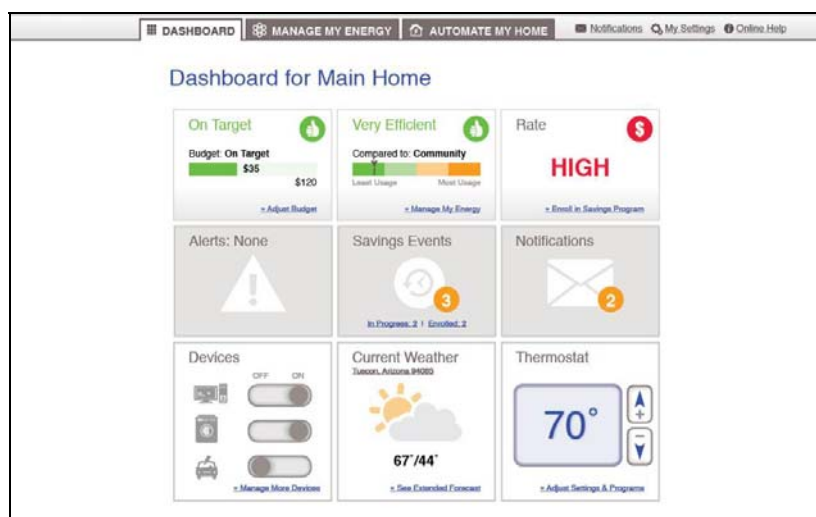 DASHBOARD MANAGE MY ENERGY AUTOMATE MY HOME Notifications My Settings Online Help
Dashboard for Main Home
On Target
Budget: On Target
$35
$120
+ Adjust Budget
Very Efficient
Compared to: Community
Least Usage Most Usage
+ Manage My Energy
Rate
$
HIGH
+ Enroll in Savings Program
Alerts: None
!
Savings Events
3
In Progress: 2 | Enrolled: 2
Notifications
2
Devices
OFF ON
+ Manage More Devices
Current Weather
Tuscon, Arizona 94085
67°/44°
+ See Extended Forecast
Thermostat
70°
+
−
+ Adjust Settings & Programs